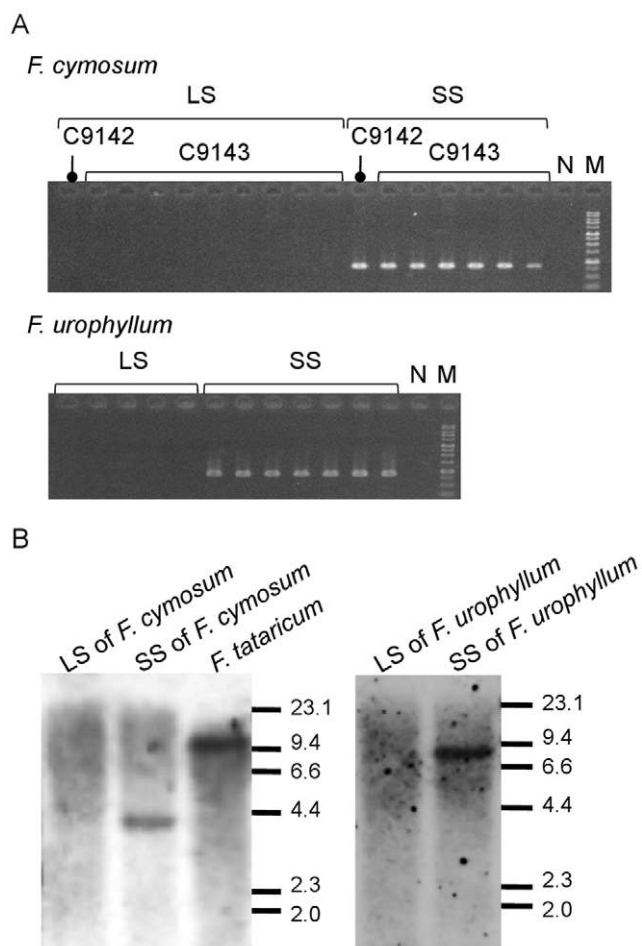 A
F. cymosum
LS SS
C9142 C9142
C9143 C9143 N M
F. urophyllum
LS SS N M
B
LS of F. cymosum
SS of F. cymosum
F. tataricum
23.1
9.4
6.6
4.4
2.3
2.0
LS of F. urophyllum
SS of F. urophyllum
23.1
9.4
6.6
4.4
2.3
2.0